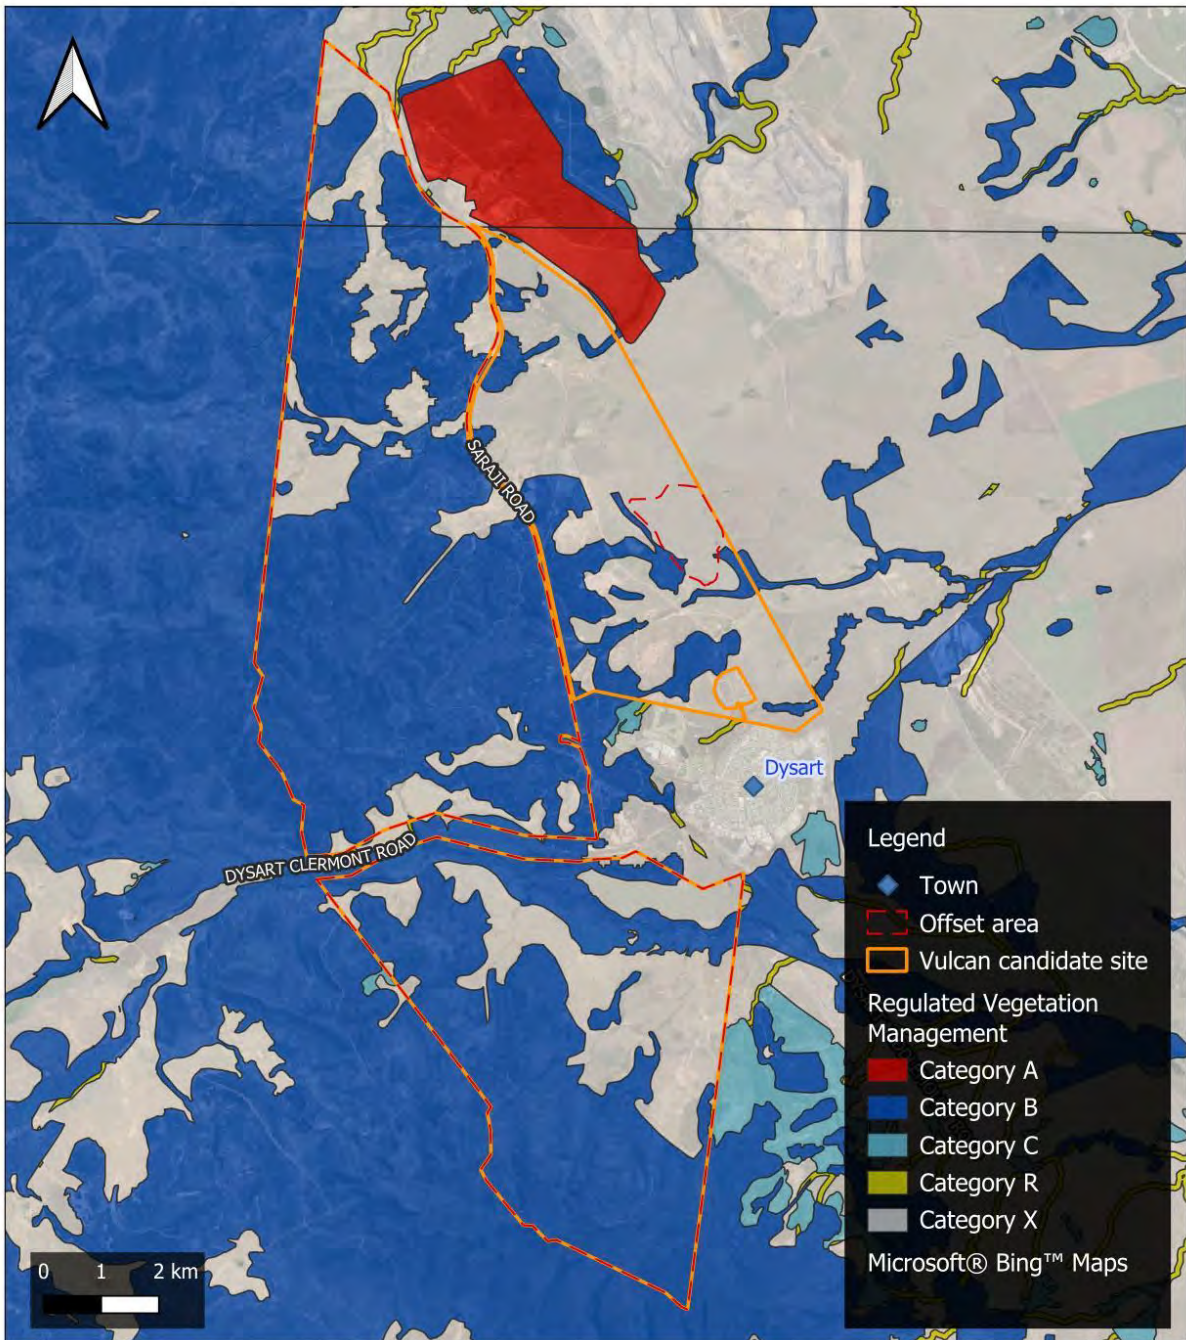 SARAJI ROAD
Dysart
DYSART CLERMONT ROAD
Legend
Town
Offset area
Vulcan candidate site
Regulated Vegetation
Management
Category A
Category B
Category C
Category R
Category X
Microsoft® Bing™ Maps
0 1 2 km